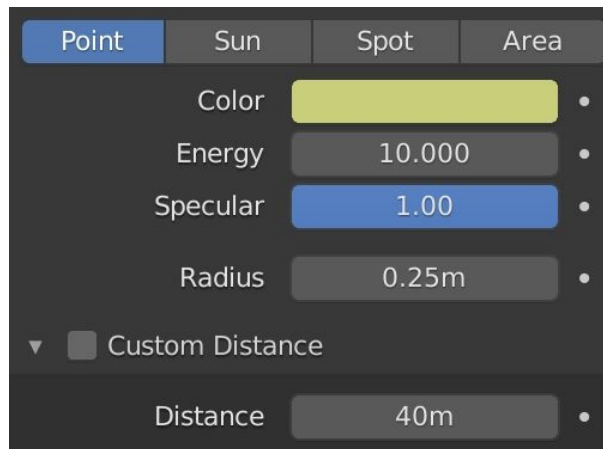 Point Sun Spot Area
Color
Energy 10.000
Specular 1.00
Radius 0.25m
Custom Distance
Distance 40m